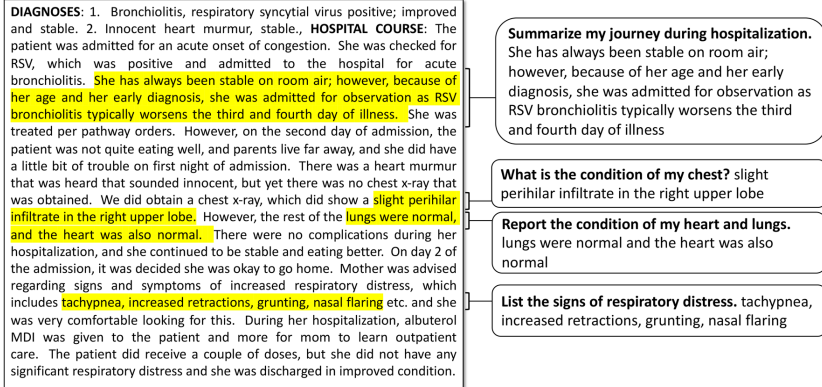 DIAGNOSES: 1. Bronchiolitis, respiratory syncytial virus positive; improved
and stable. 2. Innocent heart murmur, stable., HOSPITAL COURSE: The
patient was admitted for an acute onset of congestion. She was checked for
RSV, which was positive and admitted to the hospital for acute
bronchiolitis. She has always been stable on room air; however, because of
her age and her early diagnosis, she was admitted for observation as RSV
bronchiolitis typically worsens the third and fourth day of illness. She was
treated per pathway orders. However, on the second day of admission, the
patient was not quite eating well, and parents live far away, and she did have
a little bit of trouble on first night of admission. There was a heart murmur
that was heard that sounded innocent, but yet there was no chest x-ray that
was obtained. We did obtain a chest x-ray, which did show a slight perihilar
infiltrate in the right upper lobe. However, the rest of the lungs were normal,
and the heart was also normal. There were no complications during her
hospitalization, and she continued to be stable and eating better. On day 2 of
the admission, it was decided she was okay to go home. Mother was advised
regarding signs and symptoms of increased respiratory distress, which
includes tachypnea, increased retractions, grunting, nasal flaring etc. and she
was very comfortable looking for this. During her hospitalization, albuterol
MDI was given to the patient and more for mom to learn outpatient
care. The patient did receive a couple of doses, but she did not have any
significant respiratory distress and she was discharged in improved condition.
Summarize my journey during hospitalization.
She has always been stable on room air;
however, because of her age and her early
diagnosis, she was admitted for observation as
RSV bronchiolitis typically worsens the third
and fourth day of illness
What is the condition of my chest? slight
perihilar infiltrate in the right upper lobe
Report the condition of my heart and lungs.
lungs were normal and the heart was also
normal
List the signs of respiratory distress. tachypnea,
increased retractions, grunting, nasal flaring